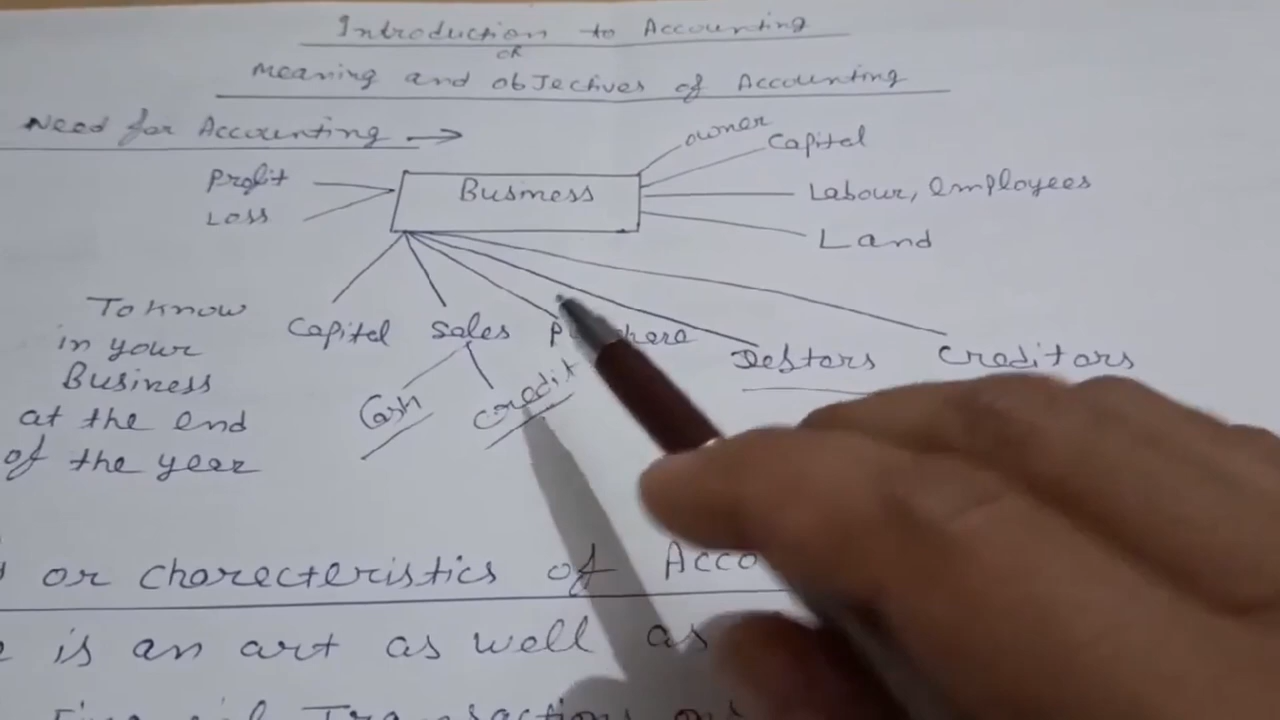 Introduction to Accounting
OR
Meaning and objectives of Accounting
Need for Accounting →
owner
Capital
Profit
Business
Labour, employees
Loss
Land
To know
in your
Business
at the end
of the year
Capital
Sales
Debtors
Creditors
Cash
Credit
or charecteristics of Acco
is an art as well as
Transactions